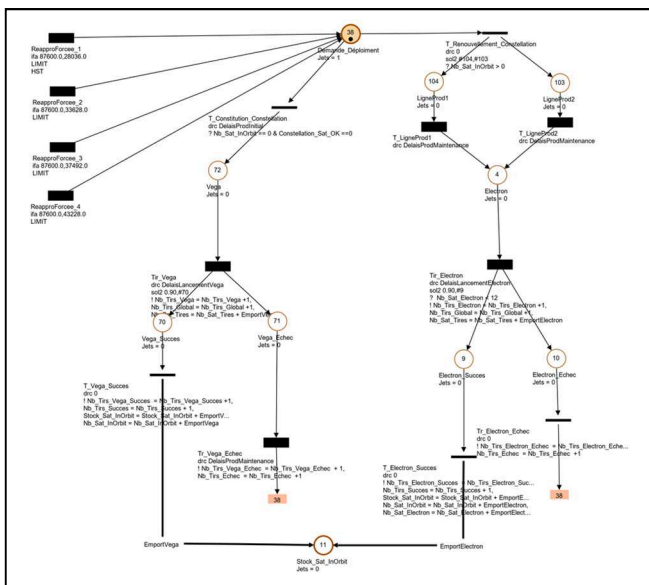 ReapproForcee_1
ifa 87600.0,28036.0
LIMIT
HST
ReapproForcee_2
ifa 87600.0,33628.0
LIMIT
ReapproForcee_3
ifa 87600.0,37492.0
LIMIT
ReapproForcee_4
ifa 87600.0,43228.0
LIMIT
38
Demande_Déploiment
Jets = 1
T_Renouvellement_Constellation
drc 0
sol2 #104,#103
? Nb_Sat_InOrbit > 0
104
LigneProd1
Jets = 0
103
LigneProd2
Jets = 0
T_LigneProd1
drc DelaisProdMaintenance
T_LigneProd2
drc DelaisProdMaintenance
T_Constitution_Constellation
drc DelaisProdInitial
? Nb_Sat_InOrbit == 0 & Constellation_Sat_OK ==0
72
Vega
Jets = 0
4
Electron
Jets = 0
Tir_Vega
drc DelaisLancementVega
sol2 0.90,#70
! Nb_Tirs_Vega = Nb_Tirs_Vega +1,
Nb_Tirs_Global = Nb_Tirs_Global +1,
Nb_Sat_Tires = Nb_Sat_Tires + EmportV
70
Vega_Succes
Jets = 0
71
Vega_Echec
Jets = 0
Tir_Electron
drc DelaisLancementElectron
sol2 0.90,#9
? Nb_Sat_Electron < 12
! Nb_Tirs_Electron = Nb_Tirs_Electron +1,
Nb_Tirs_Global = Nb_Tirs_Global +1,
Nb_Sat_Tires = Nb_Sat_Tires + EmportElectron
9
Electron_Succes
Jets = 0
10
Electron_Echec
Jets = 0
T_Vega_Succes
drc 0
! Nb_Tirs_Vega_Succes = Nb_Tirs_Vega_Succes +1,
Nb_Tirs_Succes = Nb_Tirs_Succes + 1,
Stock_Sat_InOrbit = Stock_Sat_InOrbit + EmportV...
Nb_Sat_InOrbit = Nb_Sat_InOrbit + EmportVega
Tr_Vega_Echec
drc DelaisProdMaintenance
! Nb_Tirs_Vega_Echec = Nb_Tirs_Vega_Echec + 1,
Nb_Tirs_Echec = Nb_Tirs_Echec +1
38
Tr_Electron_Echec
drc 0
! Nb_Tirs_Electron_Echec = Nb_Tirs_Electron_Eche...
Nb_Tirs_Echec = Nb_Tirs_Echec +1
38
T_Electron_Succes
drc 0
! Nb_Tirs_Electron_Succes = Nb_Tirs_Electron_Suc...
Nb_Tirs_Succes = Nb_Tirs_Succes + 1,
Stock_Sat_InOrbit = Stock_Sat_InOrbit + EmportE...
Nb_Sat_InOrbit = Nb_Sat_InOrbit + EmportElectron,
Nb_Sat_Electron = Nb_Sat_Electron + EmportElect...
EmportVega
11
EmportElectron
Stock_Sat_InOrbit
Jets = 0